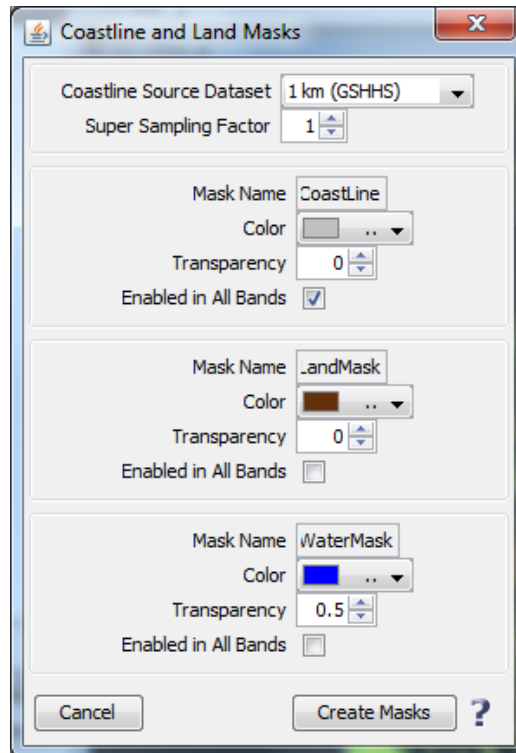 Coastline and Land Masks
Coastline Source Dataset 1 km (GSHHS)
Super Sampling Factor 1
Mask Name CoastLine
Color ..
Transparency 0
Enabled in All Bands
Mask Name LandMask
Color ..
Transparency 0
Enabled in All Bands
Mask Name WaterMask
Color ..
Transparency 0.5
Enabled in All Bands
Cancel Create Masks ?